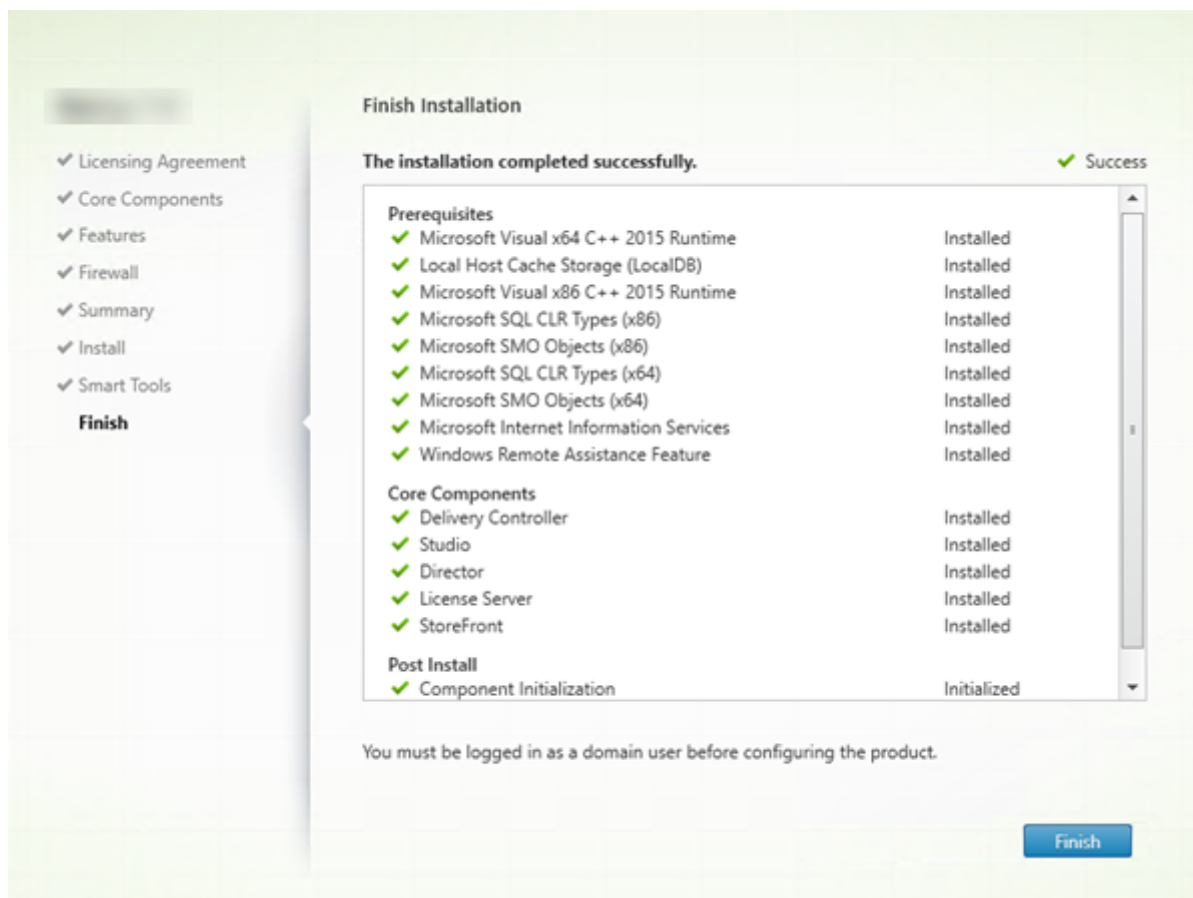 Licensing Agreement
Core Components
Features
Firewall
Summary
Install
Smart Tools
Finish
Finish Installation
The installation completed successfully. Success
Prerequisites
Microsoft Visual x64 C++ 2015 Runtime Installed
Local Host Cache Storage (LocalDB) Installed
Microsoft Visual x86 C++ 2015 Runtime Installed
Microsoft SQL CLR Types (x86) Installed
Microsoft SMO Objects (x86) Installed
Microsoft SQL CLR Types (x64) Installed
Microsoft SMO Objects (x64) Installed
Microsoft Internet Information Services Installed
Windows Remote Assistance Feature Installed
Core Components
Delivery Controller Installed
Studio Installed
Director Installed
License Server Installed
StoreFront Installed
Post Install
Component Initialization Initialized
You must be logged in as a domain user before configuring the product.
Finish